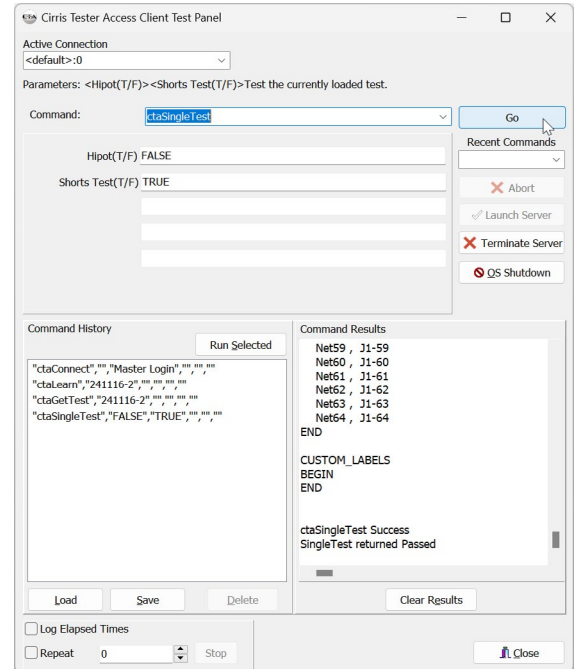 Cirris Tester Access Client Test Panel
Active Connection
<default>:0
Parameters: <Hipot(T/F)><Shorts Test(T/F)>Test the currently loaded test.
Command:
ctaSingleTest
Go
Recent Commands
Hipot(T/F) FALSE
Shorts Test(T/F) TRUE
Abort
Launch Server
Terminate Server
OS Shutdown
Command History
Run Selected
"ctaConnect","","Master Login","","",""
"ctaLearn","241116-2","","","",""
"ctaGetTest","241116-2","","","",""
"ctaSingleTest","FALSE","TRUE","","",""
Load
Save
Delete
Command Results
Net59 , J1-59
Net60 , J1-60
Net61 , J1-61
Net62 , J1-62
Net63 , J1-63
Net64 , J1-64
END
CUSTOM_LABELS
BEGIN
END
ctaSingleTest Success
SingleTest returned Passed
Clear Results
Log Elapsed Times
Repeat
0
Stop
Close